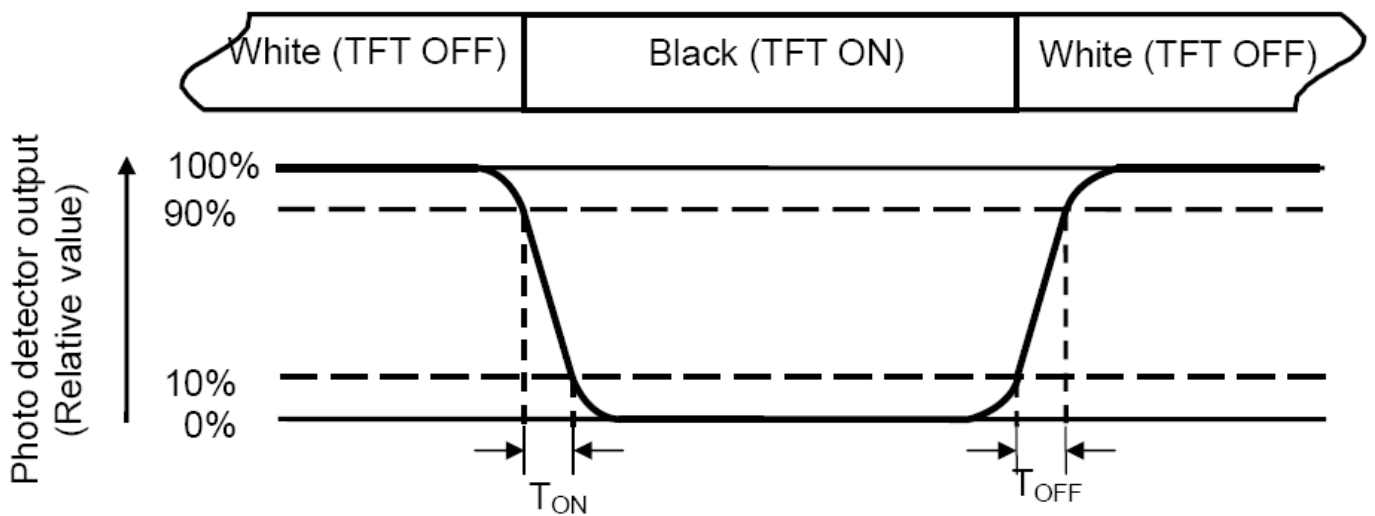 White (TFT OFF)
Black (TFT ON)
White (TFT OFF)
Photo detector output
(Relative value)
100%
90%
10%
0%
TON
TOFF